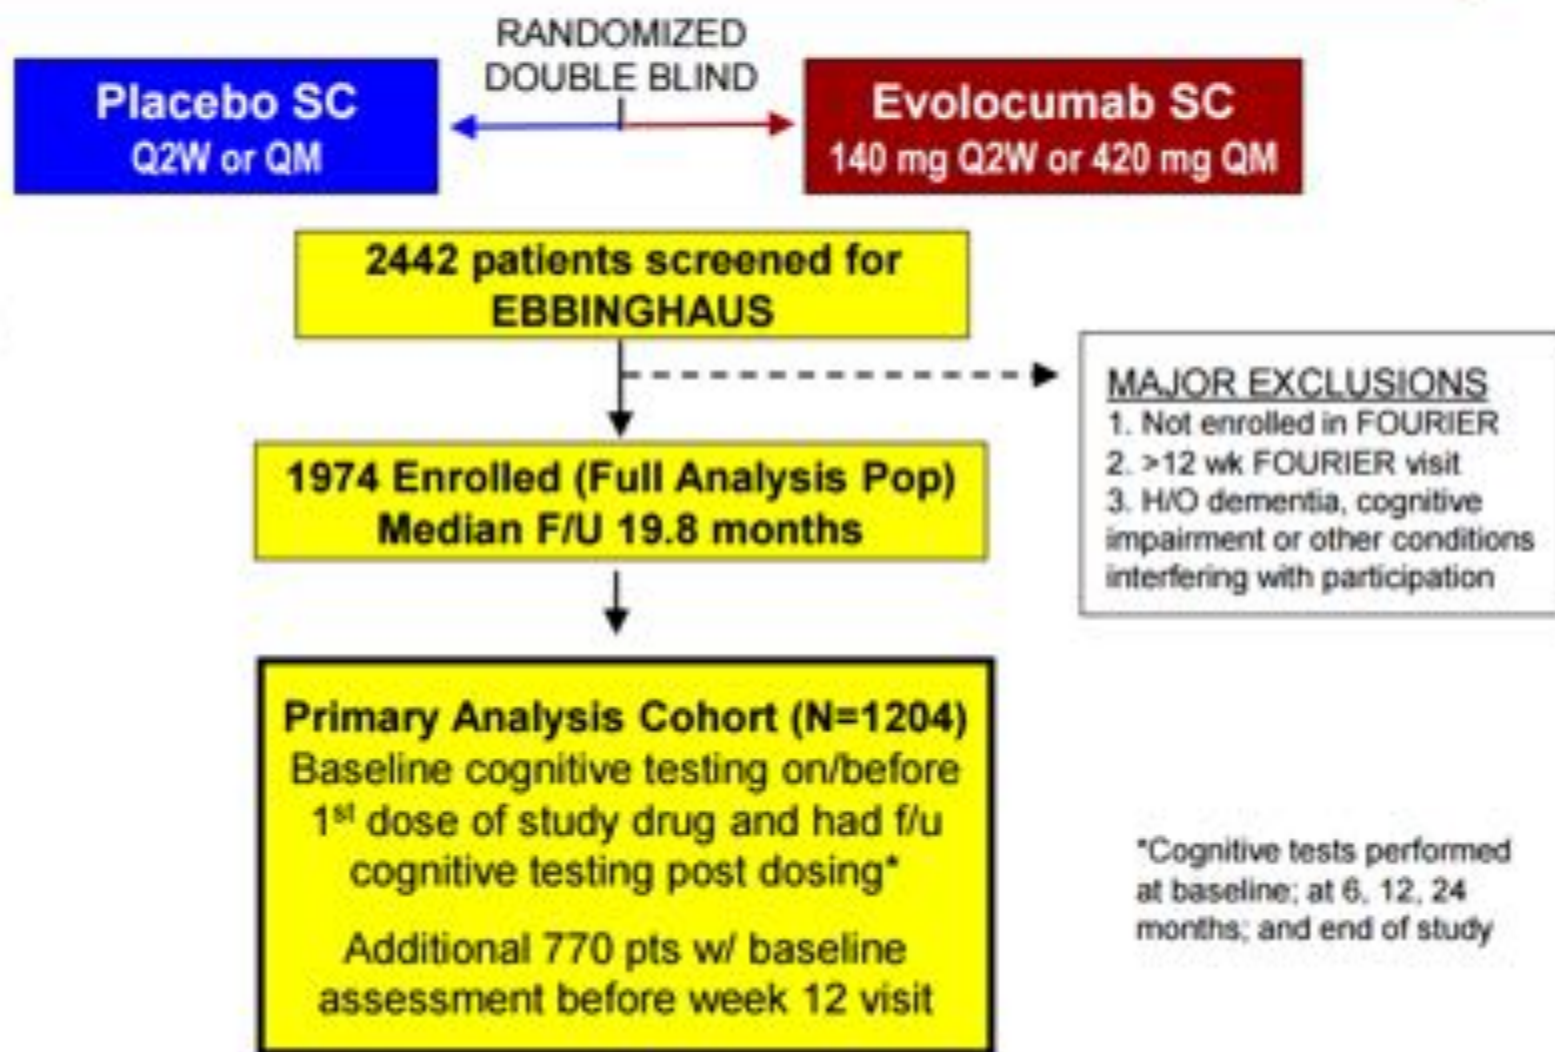 RANDOMIZED
DOUBLE BLIND
Placebo SC
Q2W or QM
Evolocumab SC
140 mg Q2W or 420 mg QM
2442 patients screened for
EBBINGHAUS
MAJOR EXCLUSIONS
1. Not enrolled in FOURIER
2. >12 wk FOURIER visit
3. H/O dementia, cognitive
impairment or other conditions
interfering with participation
1974 Enrolled (Full Analysis Pop)
Median F/U 19.8 months
Primary Analysis Cohort (N=1204)
Baseline cognitive testing on/before
1st dose of study drug and had f/u
cognitive testing post dosing*
Additional 770 pts w/ baseline
assessment before week 12 visit
*Cognitive tests performed
at baseline; at 6, 12, 24
months; and end of study